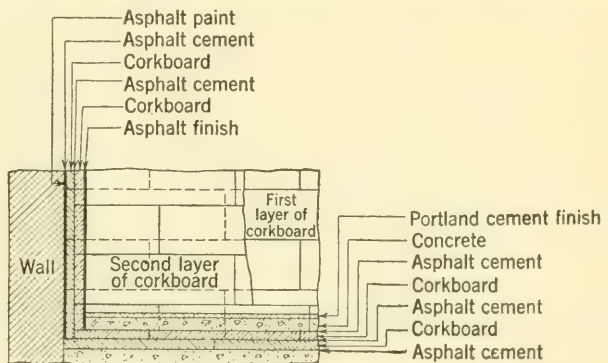 Asphalt paint
Asphalt cement
Corkboard
Asphalt cement
Corkboard
Asphalt finish
First
layer of
corkboard
Wall
Second layer
of corkboard
Portland cement finish
Concrete
Asphalt cement
Corkboard
Asphalt cement
Corkboard
Asphalt cement